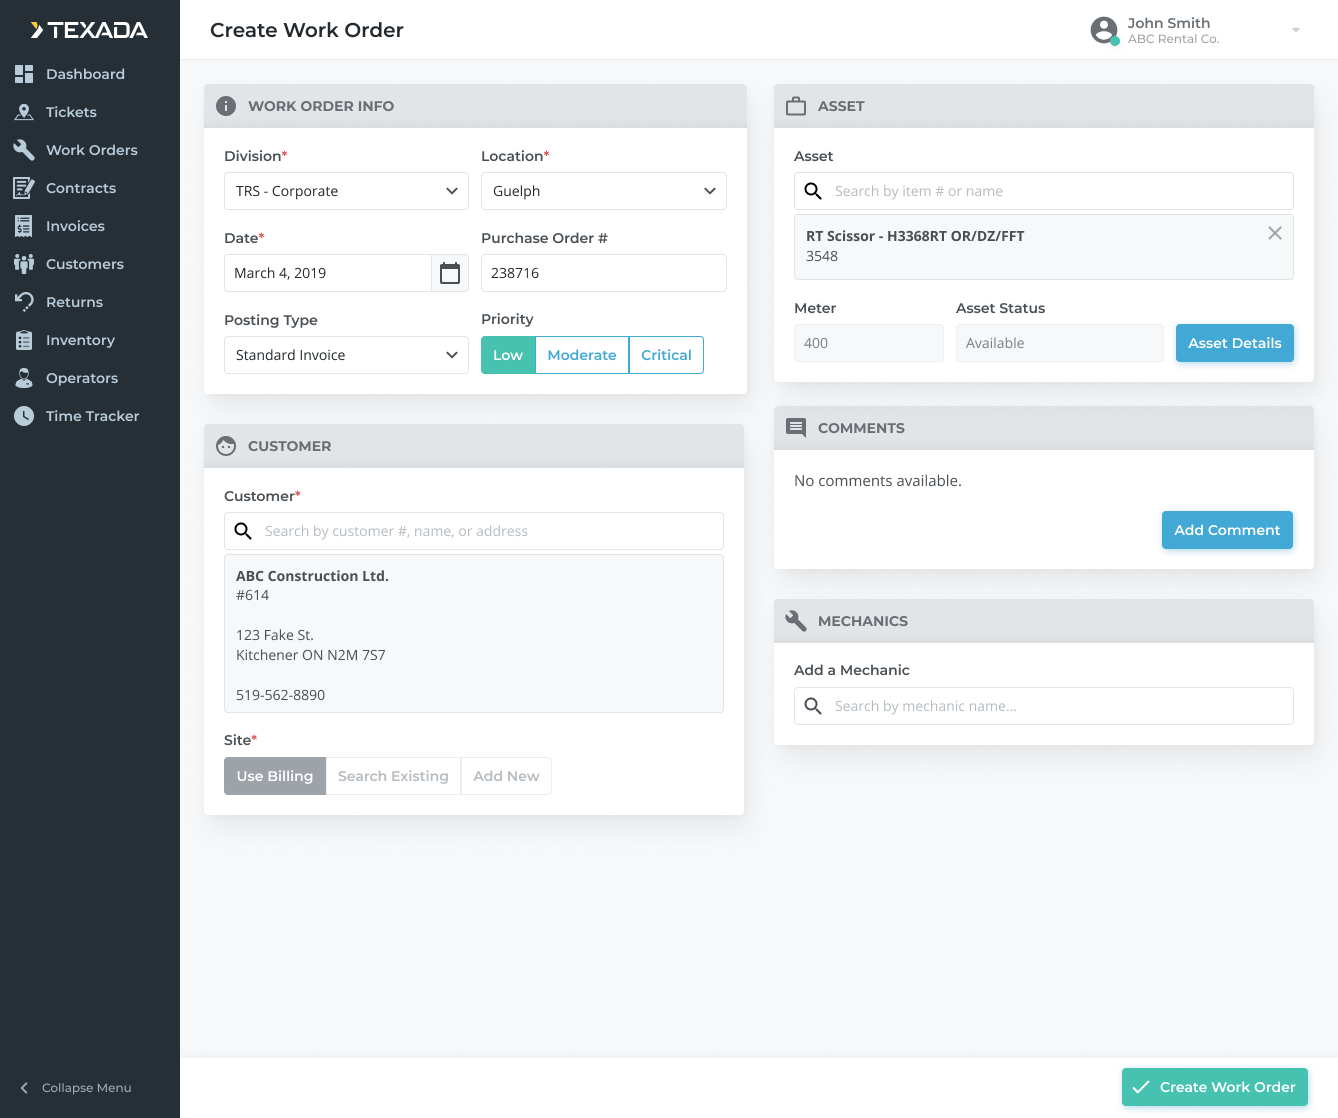 TEXADA
Dashboard
Tickets
Work Orders
Contracts
Invoices
Customers
Returns
Inventory
Operators
Time Tracker
Collapse Menu
Create Work Order
John Smith
ABC Rental Co.
WORK ORDER INFO
Division*
Location*
TRS - Corporate
Guelph
Date*
Purchase Order #
March 4, 2019
238716
Posting Type
Priority
Standard Invoice
Low
Moderate
Critical
CUSTOMER
Customer*
Search by customer #, name, or address
ABC Construction Ltd.
#614
123 Fake St.
Kitchener ON N2M 7S7
519-562-8890
Site*
Use Billing
Search Existing
Add New
ASSET
Asset
Search by item # or name
RT Scissor - H3368RT OR/DZ/FFT
3548
Meter
Asset Status
400
Available
Asset Details
COMMENTS
No comments available.
Add Comment
MECHANICS
Add a Mechanic
Search by mechanic name...
Create Work Order